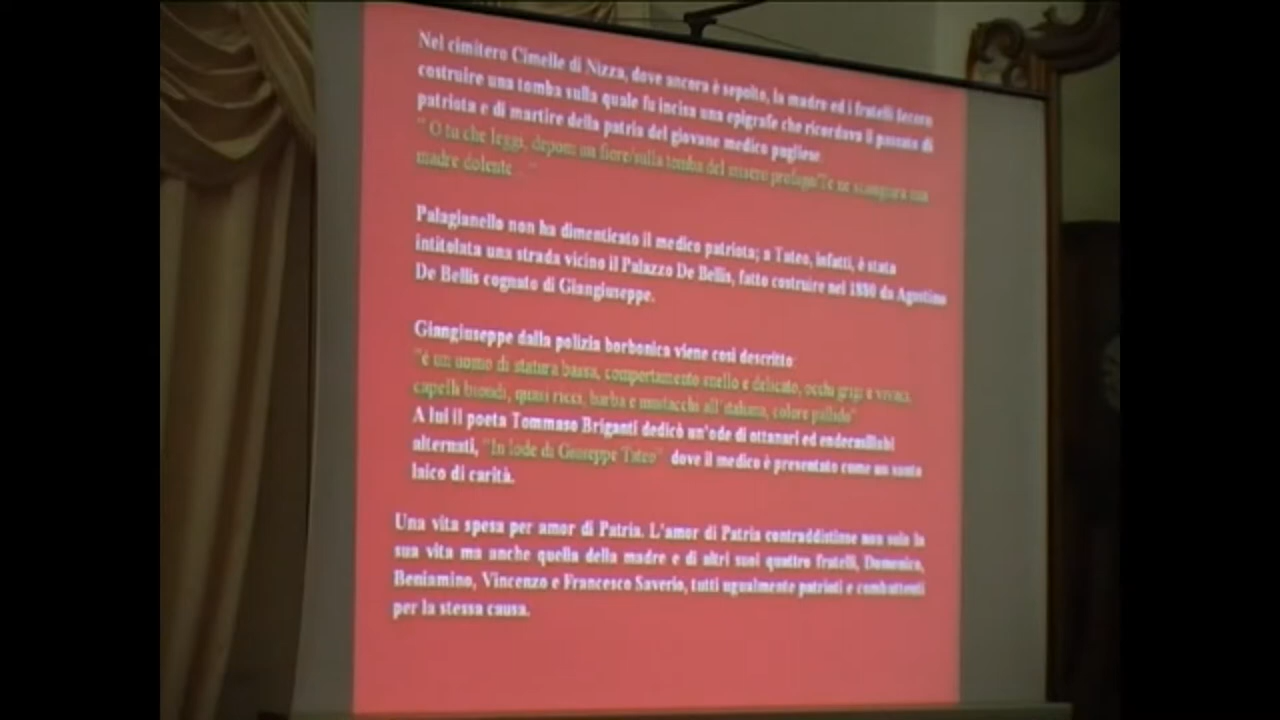 Nel cimitero Cimelle di Nizza, dove ancora è sepolto, la madre ed i fratelli fecero
costruire una tomba sulla quale fu incisa una epigrafe che ricordava il passato di
patriota e di martire della patria del giovane medico pugliese.
" O tu che leggi, deponi un fiore/sulla tomba del misero profugo/Te ne scongiura una
madre dolente ..."
Palagianello non ha dimenticato il medico patriota; a Tateo, infatti, è stata
intitolata una strada vicino il Palazzo De Bellis, fatto costruire nel 1880 da Agostino
De Bellis cognato di Giangiuseppe.
Giangiuseppe dalla polizia borbonica viene così descritto:
"è un uomo di statura bassa, comportamento snello e delicato, occhi grigi e vivaci,
capelli biondi, quasi ricci, barba e mustacchi all'italiana, colore pallido"
A lui il poeta Tommaso Briganti dedicò un'ode di ottanari ed endecasillabi
alternati, "In lode di Giuseppe Tateo" dove il medico è presentato come un santo
laico di carità.
Una vita spesa per amor di Patria. L'amor di Patria contraddistinse non solo la
sua vita ma anche quella della madre e di altri suoi quattro fratelli, Domenico,
Beniamino, Vincenzo e Francesco Saverio, tutti ugualmente patrioti e combattenti
per la stessa causa.